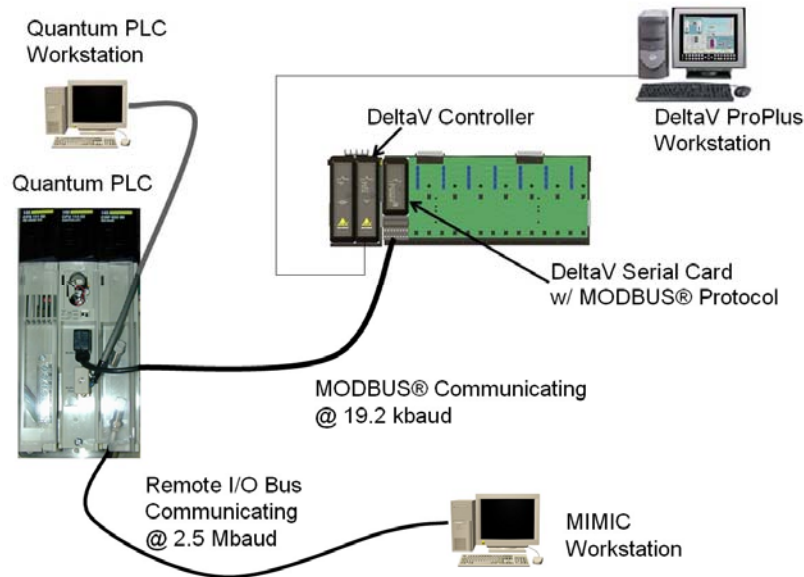 Quantum PLC
Workstation
DeltaV Controller
DeltaV ProPlus
Workstation
Quantum PLC
DeltaV Serial Card
w/ MODBUS® Protocol
MODBUS® Communicating
@ 19.2 kbaud
Remote I/O Bus
Communicating
@ 2.5 Mbaud
MIMIC
Workstation